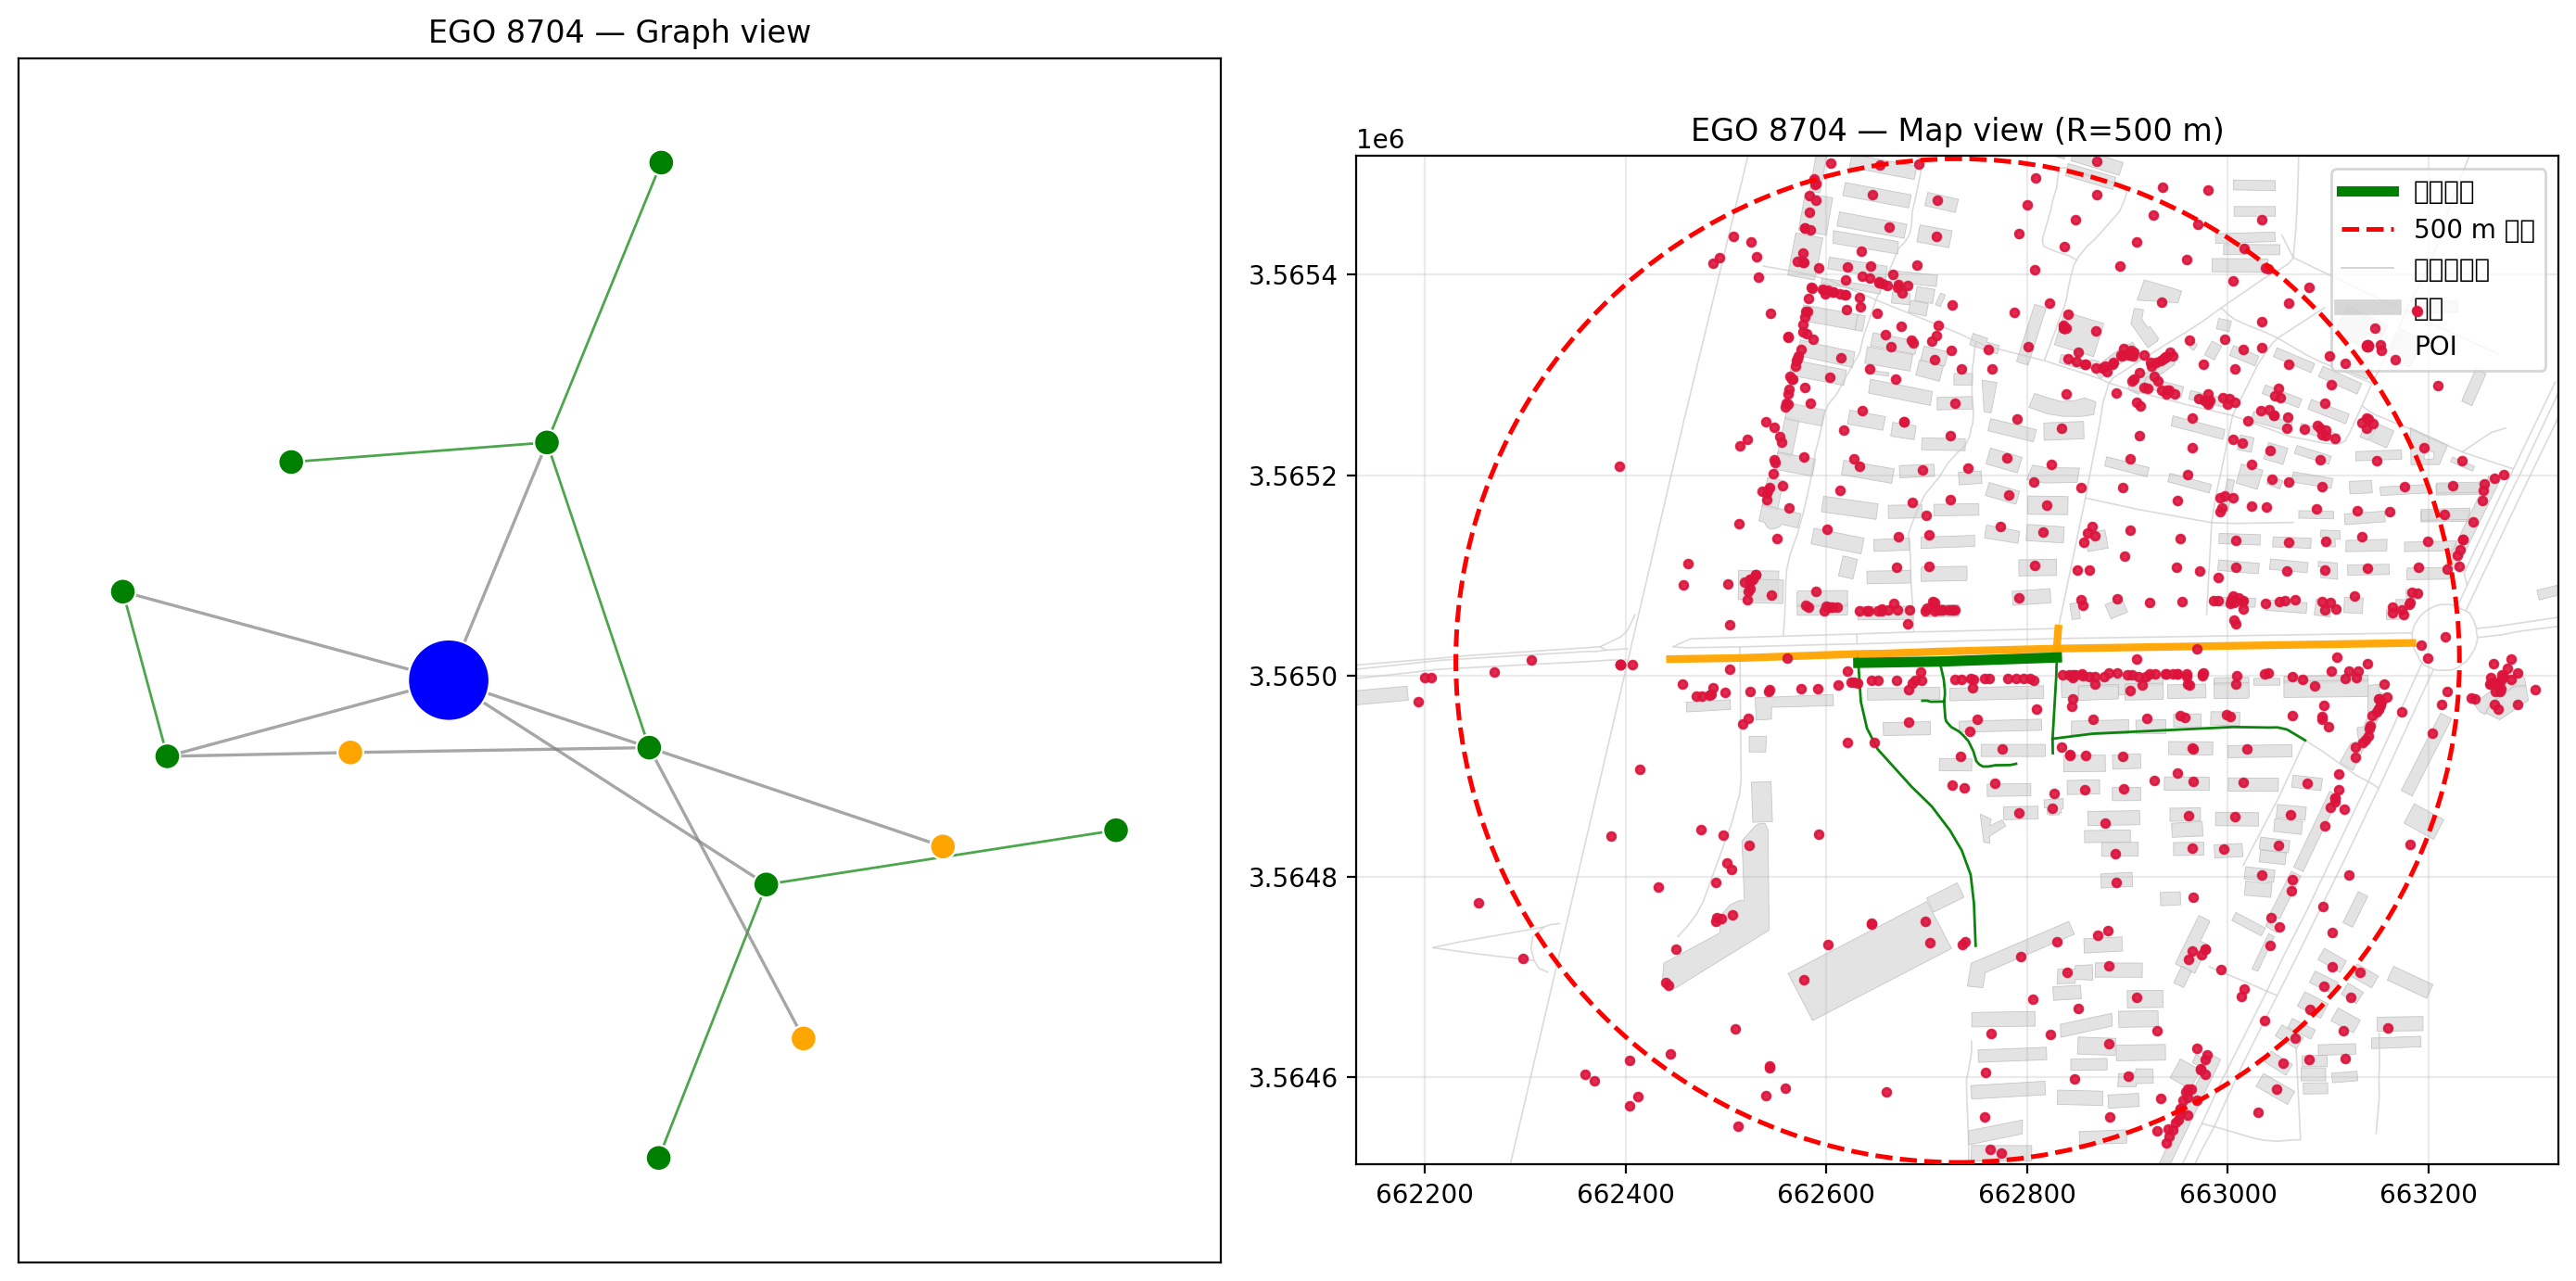 EGO 8704 — Graph view
EGO 8704 — Map view (R=500 m)
1e6
3.5654
3.5652
3.5650
3.5648
3.5646
662200
662400
662600
662800
663000
663200
500 m
POI